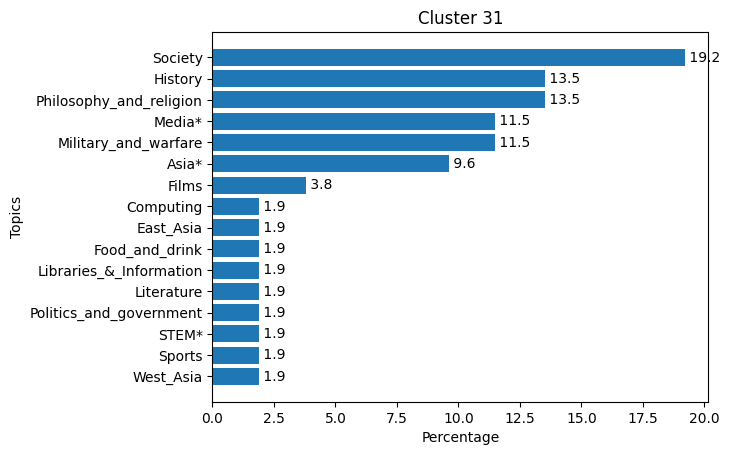 Cluster 31
Society 19.2
History 13.5
Philosophy_and_religion 13.5
Media* 11.5
Military_and_warfare 11.5
Asia* 9.6
Films 3.8
Computing 1.9
East_Asia 1.9
Food_and_drink 1.9
Libraries_&_Information 1.9
Literature 1.9
Politics_and_government 1.9
STEM* 1.9
Sports 1.9
West_Asia 1.9
Topics
0.0 2.5 5.0 7.5 10.0 12.5 15.0 17.5 20.0
Percentage